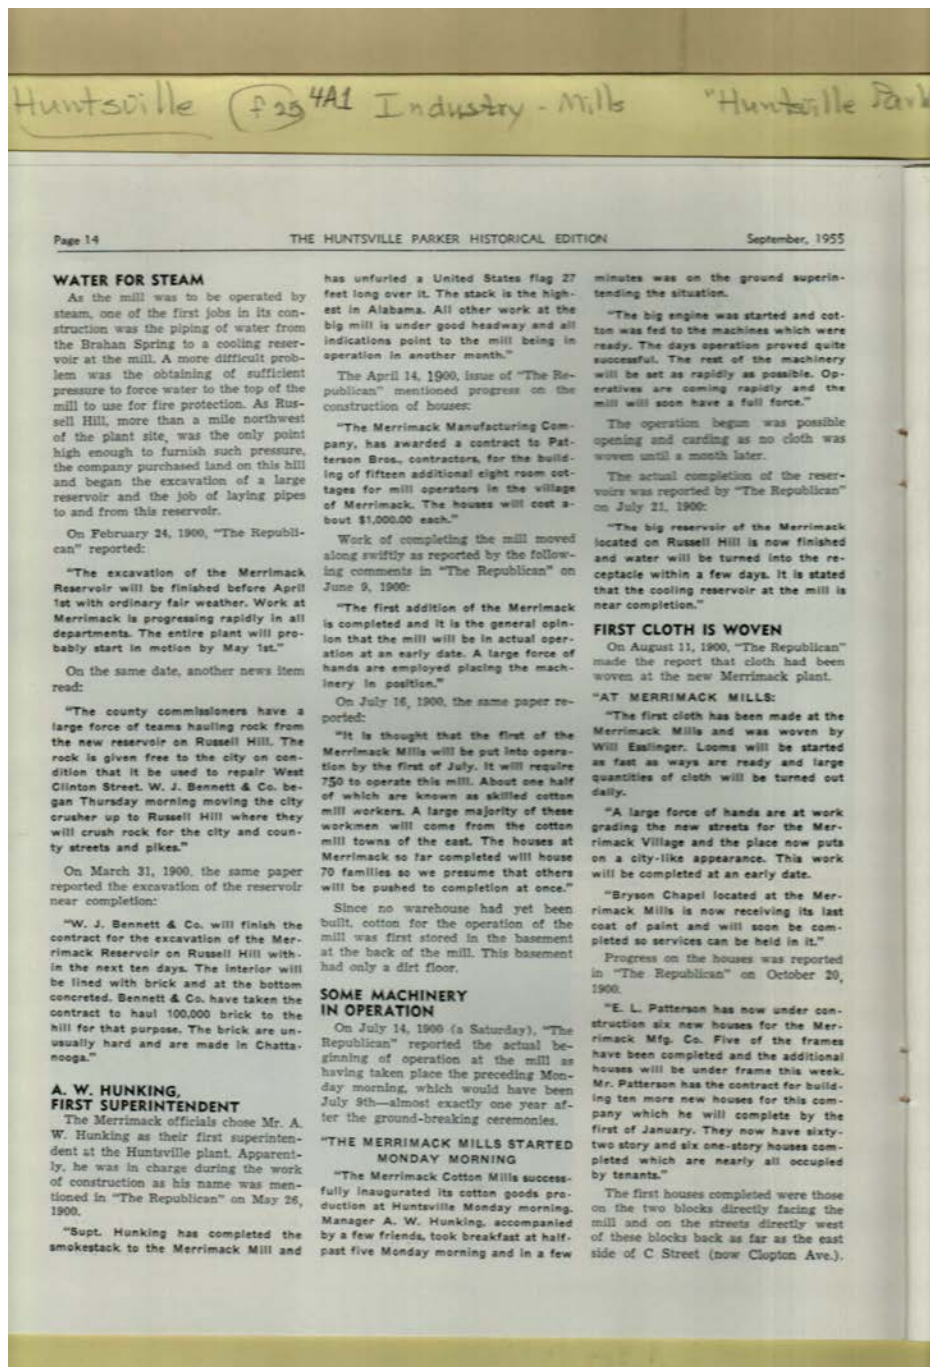 Huntsville f 25 4A1 Industry - Mills "Huntsville Park
Page 14 THE HUNTSVILLE PARKER HISTORICAL EDITION September, 1955
WATER FOR STEAM
As the mill was to be operated by
steam, one of the first jobs in its con-
struction was the piping of water from
the Brahan Spring to a cooling reser-
voir at the mill. A more difficult prob-
lem was the obtaining of sufficient
pressure to force water to the top of the
mill to use for fire protection. As Rus-
sell Hill, more than a mile northwest
of the plant site, was the only point
high enough to furnish such pressure,
the company purchased land on this hill
and began the excavation of a large
reservoir and the job of laying pipes
to and from this reservoir.
On February 24, 1900, "The Republi-
can" reported:
"The excavation of the Merrimack
Reservoir will be finished before April
1st with ordinary fair weather. Work at
Merrimack is progressing rapidly in all
departments. The entire plant will pro-
bably start in motion by May 1st."
On the same date, another news item
read:
"The county commissioners have a
large force of teams hauling rock from
the new reservoir on Russell Hill. The
rock is given free to the city on con-
dition that it be used to repair West
Clinton Street. W. J. Bennett & Co. be-
gan Thursday morning moving the city
crusher up to Russell Hill where they
will crush rock for the city and coun-
ty streets and pikes."
On March 31, 1900, the same paper
reported the excavation of the reservoir
near completion:
"W. J. Bennett & Co. will finish the
contract for the excavation of the Mer-
rimack Reservoir on Russell Hill with-
in the next ten days. The interior will
be lined with brick and at the bottom
concreted. Bennett & Co. have taken the
contract to haul 100,000 brick to the
hill for that purpose. The brick are un-
usually hard and are made in Chatta-
nooga."
A. W. HUNKING,
FIRST SUPERINTENDENT
The Merrimack officials chose Mr. A.
W. Hunking as their first superinten-
dent at the Huntsville plant. Apparent-
ly, he was in charge during the work
of construction as his name was men-
tioned in "The Republican" on May 26,
1900.
"Supt. Hunking has completed the
smokestack to the Merrimack Mill and
has unfurled a United States flag 27
feet long over it. The stack is the high-
est in Alabama. All other work at the
big mill is under good headway and all
indications point to the mill being in
operation in another month."
The April 14, 1900, issue of "The Re-
publican" mentioned progress on the
construction of houses:
"The Merrimack Manufacturing Com-
pany, has awarded a contract to Pat-
terson Bros., contractors, for the build-
ing of fifteen additional eight room cot-
tages for mill operators in the village
of Merrimack. The houses will cost a-
bout $1,000.00 each."
Work of completing the mill moved
along swiftly as reported by the follow-
ing comments in "The Republican" on
June 9, 1900:
"The first addition of the Merrimack
is completed and it is the general opin-
ion that the mill will be in actual oper-
ation at an early date. A large force of
hands are employed placing the mach-
inery in position."
On July 16, 1900, the same paper re-
ported:
"It is thought that the first of the
Merrimack Mills will be put into opera-
tion by the first of July. It will require
750 to operate this mill. About one half
of which are known as skilled cotton
mill workers. A large majority of these
workmen will come from the cotton
mill towns of the east. The houses at
Merrimack so far completed will house
70 families so we presume that others
will be pushed to completion at once."
Since no warehouse had yet been
built, cotton for the operation of the
mill was first stored in the basement
at the back of the mill. This basement
had only a dirt floor.
SOME MACHINERY
IN OPERATION
On July 14, 1900 (a Saturday), "The
Republican" reported the actual be-
ginning of operation at the mill as
having taken place the preceding Mon-
day morning, which would have been
July 9th—almost exactly one year af-
ter the ground-breaking ceremonies.
"THE MERRIMACK MILLS STARTED
MONDAY MORNING
"The Merrimack Cotton Mills success-
fully inaugurated its cotton goods pro-
duction at Huntsville Monday morning.
Manager A. W. Hunking, accompanied
by a few friends, took breakfast at half-
past five Monday morning and in a few
minutes was on the ground superin-
tending the situation.
"The big engine was started and cot-
ton was fed to the machines which were
ready. The days operation proved quite
successful. The rest of the machinery
will be set as rapidly as possible. Op-
eratives are coming rapidly and the
mill will soon have a full force."
The operation begun was possible
opening and carding as no cloth was
woven until a month later.
The actual completion of the reser-
voirs was reported by "The Republican"
on July 21, 1900:
"The big reservoir of the Merrimack
located on Russell Hill is now finished
and water will be turned into the re-
ceptacle within a few days. It is stated
that the cooling reservoir at the mill is
near completion."
FIRST CLOTH IS WOVEN
On August 11, 1900, "The Republican"
made the report that cloth had been
woven at the new Merrimack plant.
"AT MERRIMACK MILLS:
"The first cloth has been made at the
Merrimack Mills and was woven by
Will Esslinger. Looms will be started
as fast as ways are ready and large
quantities of cloth will be turned out
daily.
"A large force of hands are at work
grading the new streets for the Mer-
rimack Village and the place now puts
on a city-like appearance. This work
will be completed at an early date.
"Bryson Chapel located at the Mer-
rimack Mills is now receiving its last
coat of paint and will soon be com-
pleted so services can be held in it."
Progress on the houses was reported
in "The Republican" on October 20,
1900.
"E. L. Patterson has now under con-
struction six new houses for the Mer-
rimack Mfg. Co. Five of the frames
have been completed and the additional
houses will be under frame this week.
Mr. Patterson has the contract for build-
ing ten more new houses for this com-
pany which he will complete by the
first of January. They now have sixty-
two story and six one-story houses com-
pleted which are nearly all occupied
by tenants."
The first houses completed were those
on the two blocks directly facing the
mill and on the streets directly west
of these blocks back as far as the east
side of C Street (now Clopton Ave.).